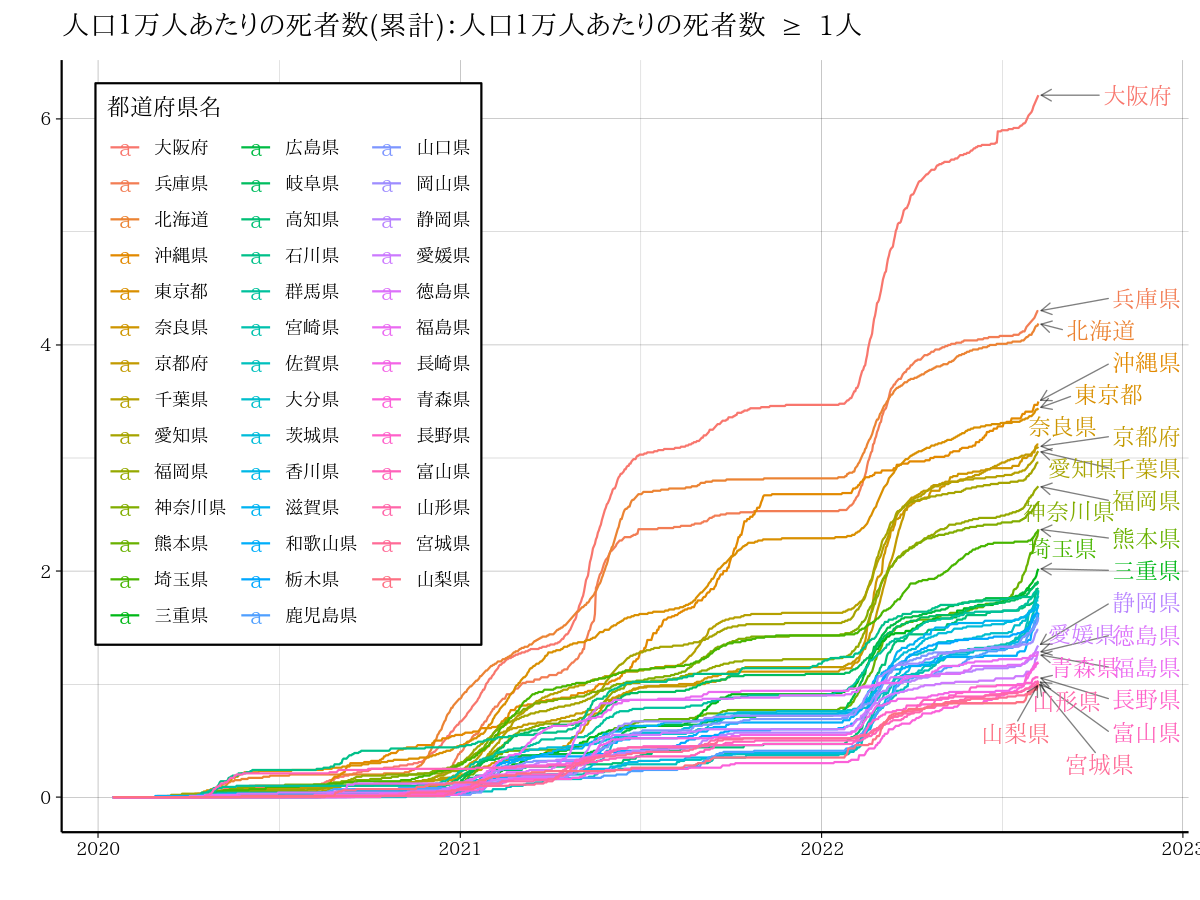 人口1万人あたりの死者数(累計):人口1万人あたりの死者数 ≥ 1人
都道府県名
a 大阪府 a 広島県 a 山口県
a 兵庫県 a 岐阜県 a 岡山県
a 北海道 a 高知県 a 静岡県
a 沖縄県 a 石川県 a 愛媛県
a 東京都 a 群馬県 a 徳島県
a 奈良県 a 宮崎県 a 福島県
a 京都府 a 佐賀県 a 長崎県
a 千葉県 a 大分県 a 青森県
a 愛知県 a 茨城県 a 長野県
a 福岡県 a 香川県 a 富山県
a 神奈川県 a 滋賀県 a 山形県
a 熊本県 a 和歌山県 a 宮城県
a 埼玉県 a 栃木県 a 山梨県
a 三重県 a 鹿児島県
6
4
2
0
大阪府
兵庫県
北海道
沖縄県
東京都
奈良県
京都府
愛知県
千葉県
福岡県
神奈川県
熊本県
埼玉県
三重県
静岡県
愛媛県
徳島県
青森県
福島県
長野県
山形県
山梨県
富山県
宮城県
2020 2021 2022 2023